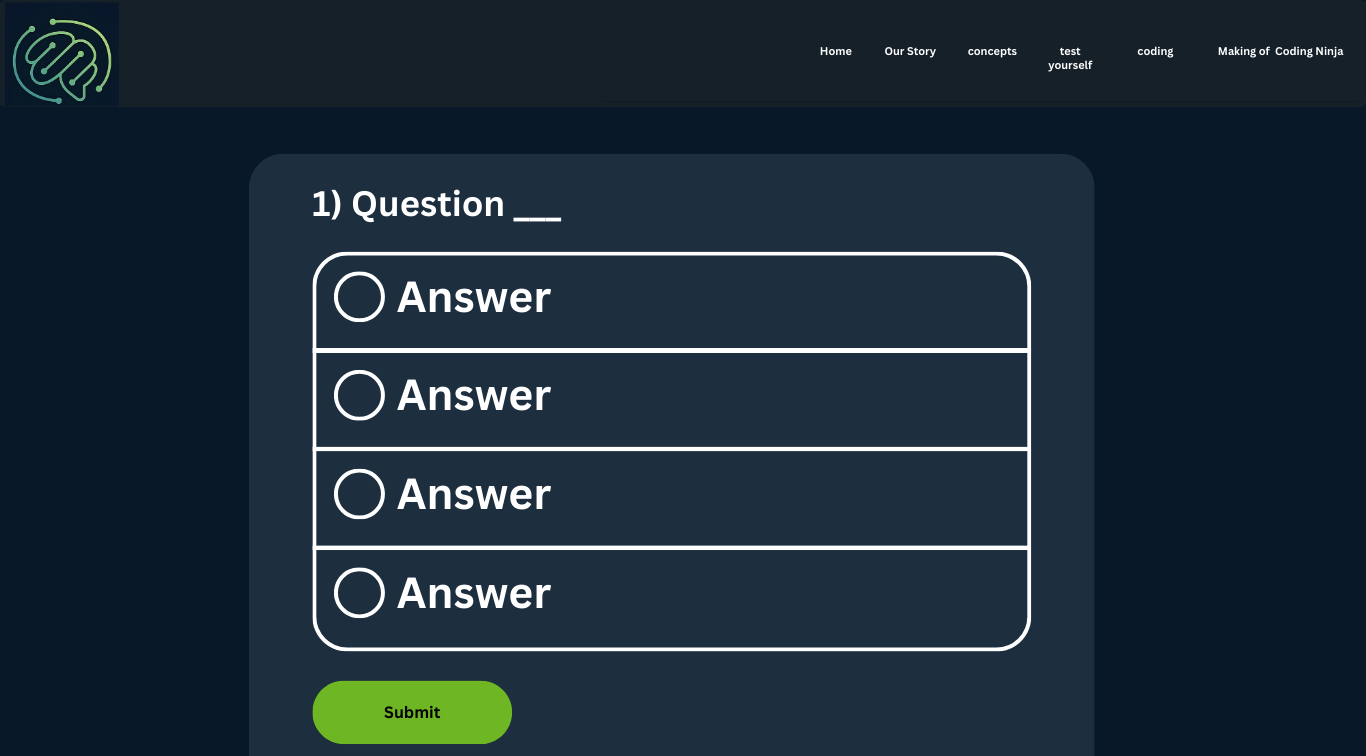 Home Our Story concepts test yourself coding Making of Coding Ninja
1) Question ___
Answer
Answer
Answer
Answer
Submit